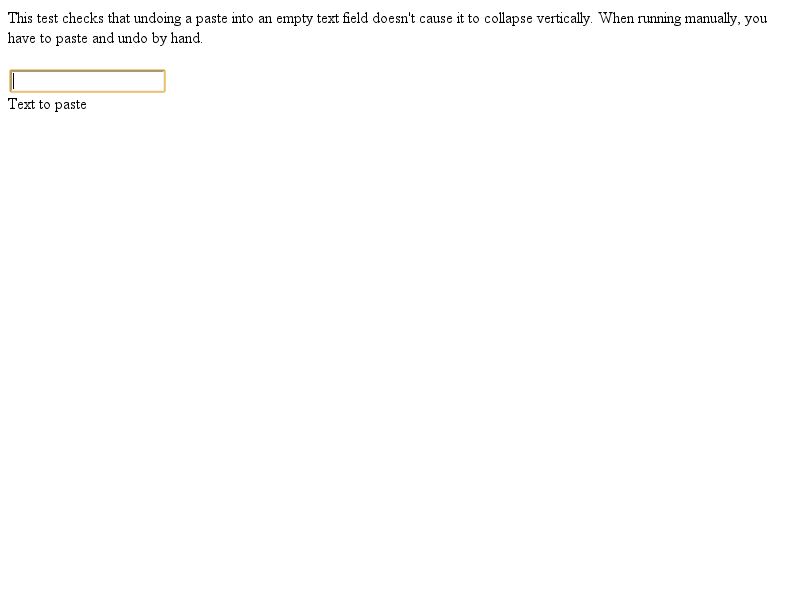 This test checks that undoing a paste into an empty text field doesn't cause it to collapse vertically. When running manually, you
have to paste and undo by hand.
Text to paste